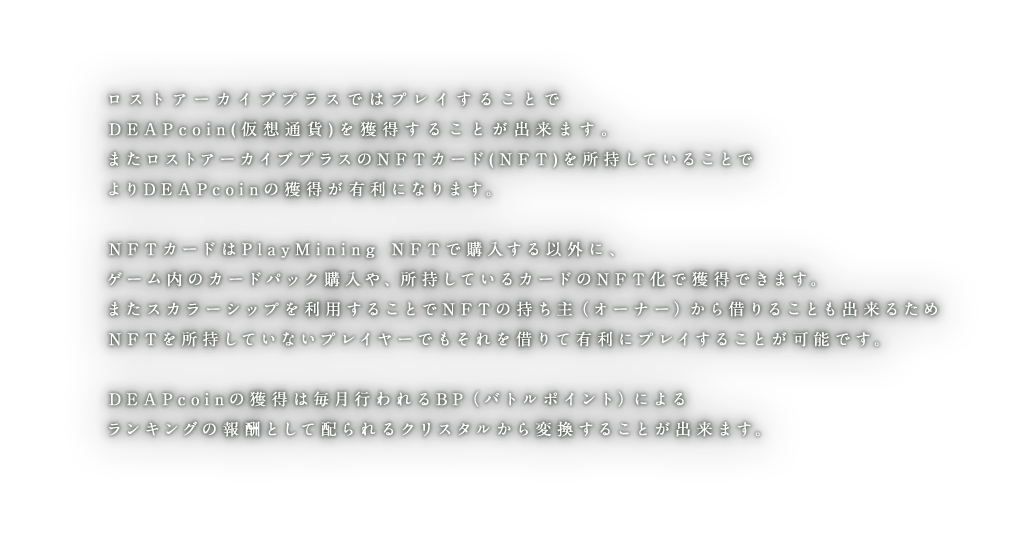 ロストアーカイブプラスではプレイすることで
DEAPcoin(仮想通貨)を獲得することが出来ます。
またロストアーカイブプラスのNFTカード(NFT)を所持していることで
よりDEAPcoinの獲得が有利になります。
NFTカードはPlayMining NFTで購入する以外に、
ゲーム内のカードパック購入や、所持しているカードのNFT化で獲得できます。
またスカラーシップを利用することでNFTの持ち主（オーナー）から借りることも出来るため
NFTを所持していないプレイヤーでもそれを借りて有利にプレイすることが可能です。
DEAPcoinの獲得は毎月行われるBP（バトルポイント）による
ランキングの報酬として配られるクリスタルから変換することが出来ます。